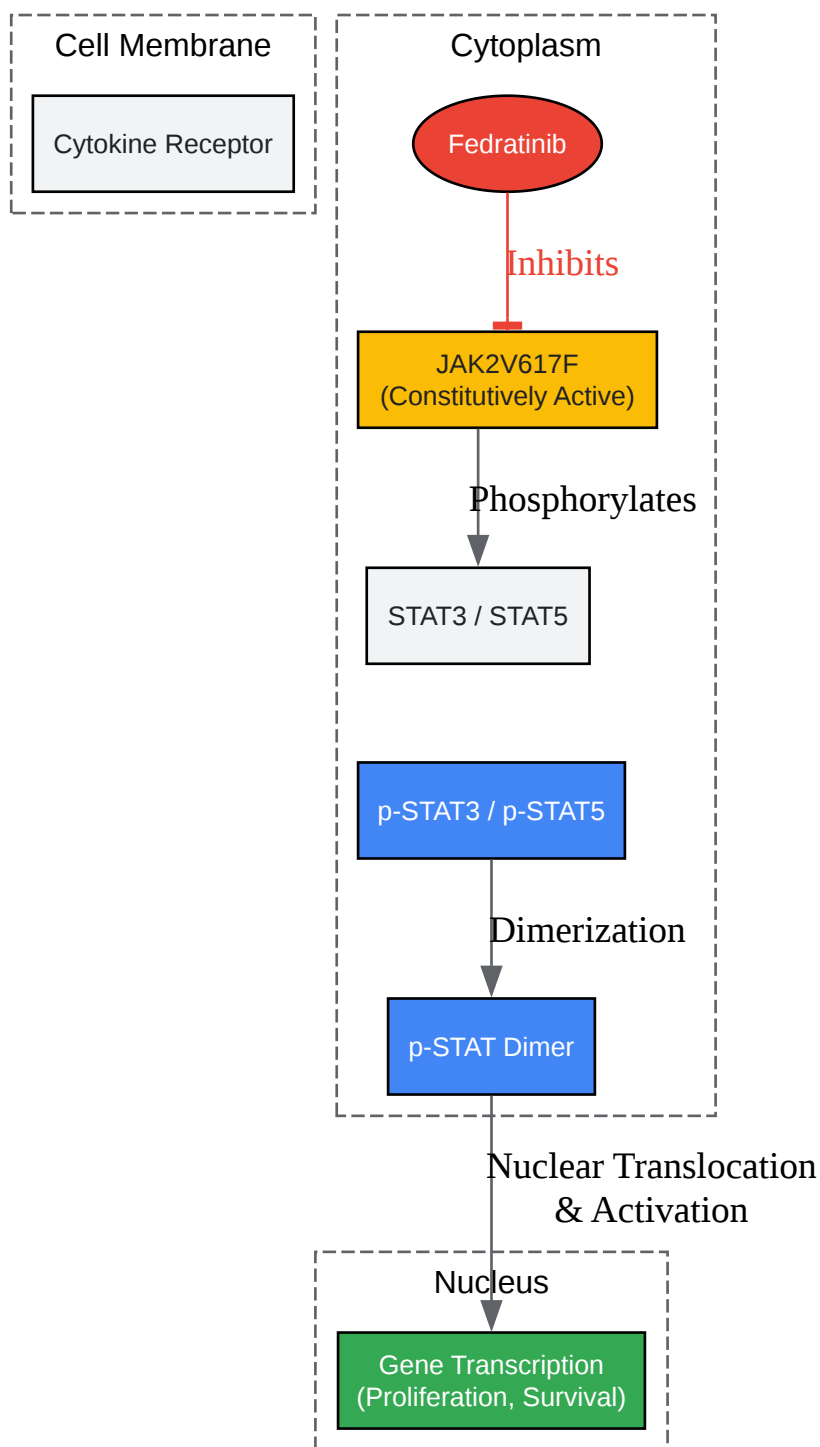 Cell Membrane
Cytokine Receptor
Cytoplasm
Fedratinib
Inhibits
JAK2V617F
(Constitutively Active)
Phosphorylates
STAT3 / STAT5
p-STAT3 / p-STAT5
Dimerization
p-STAT Dimer
Nuclear Translocation
& Activation
Nucleus
Gene Transcription
(Proliferation, Survival)